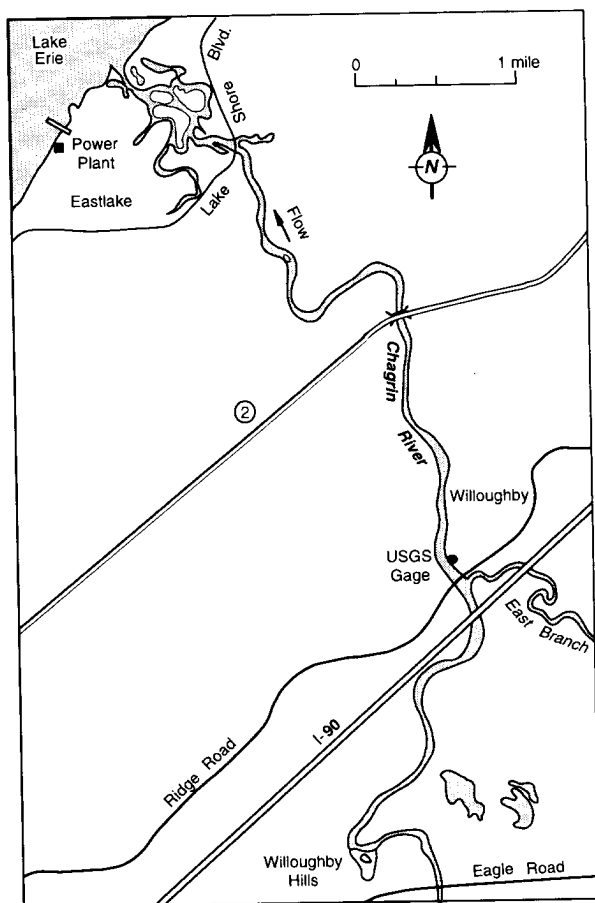 Lake
Erie
Blvd.
Shore
0 1 mile
Power
Plant
N
Eastlake
Lake
Flow
Chagrin
River
2
Willoughby
USGS
Gage
East Branch
I-90
Ridge Road
Willoughby
Hills
Eagle Road